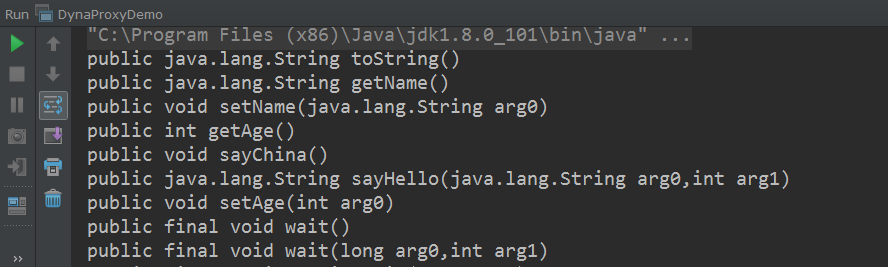 Run DynaProxyDemo
"C:\Program Files (x86)\Java\jdk1.8.0_101\bin\java" ...
public java.lang.String toString()
public java.lang.String getName()
public void setName(java.lang.String arg0)
public int getAge()
public void sayChina()
public java.lang.String sayHello(java.lang.String arg0,int arg1)
public void setAge(int arg0)
public final void wait()
public final void wait(long arg0,int arg1)